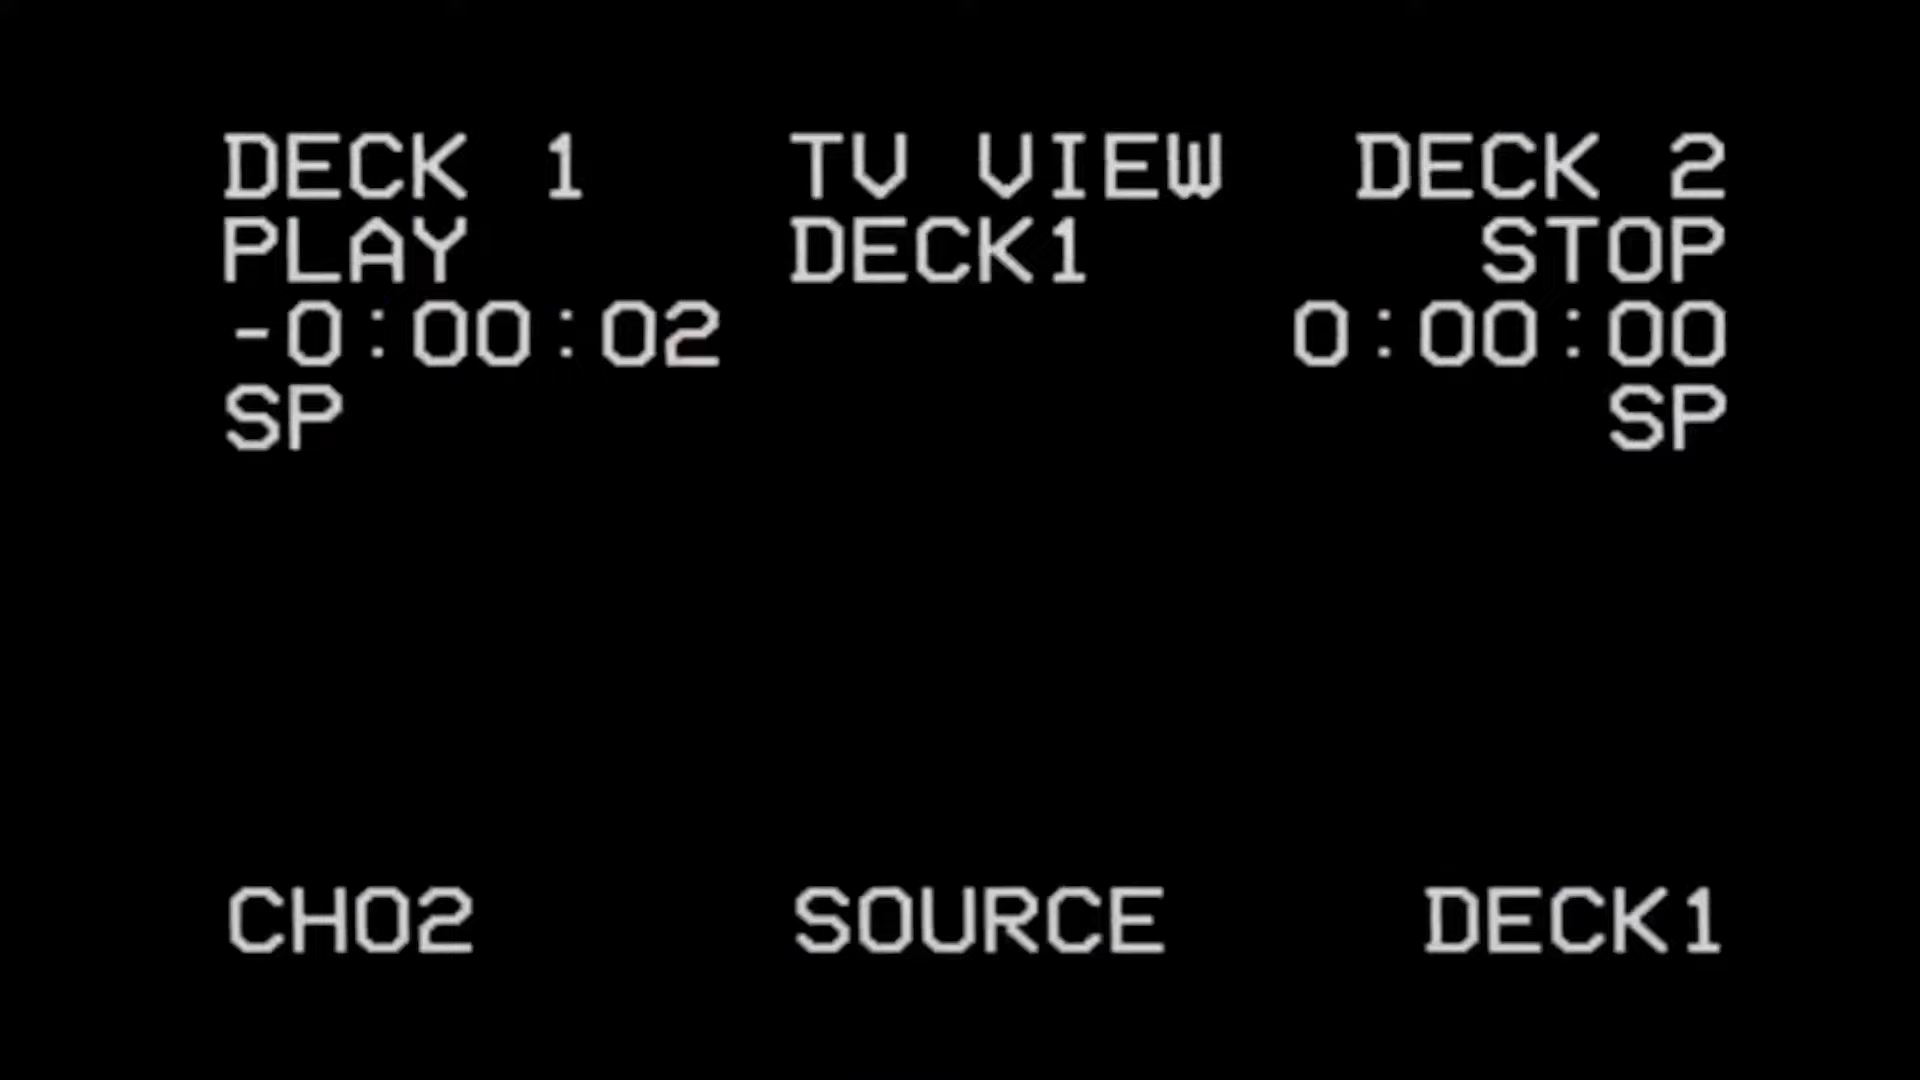 DECK 1 TV VIEW DECK 2
PLAY DECK1 STOP
-0:00:02 0:00:00
SP SP
CH02 SOURCE DECK1